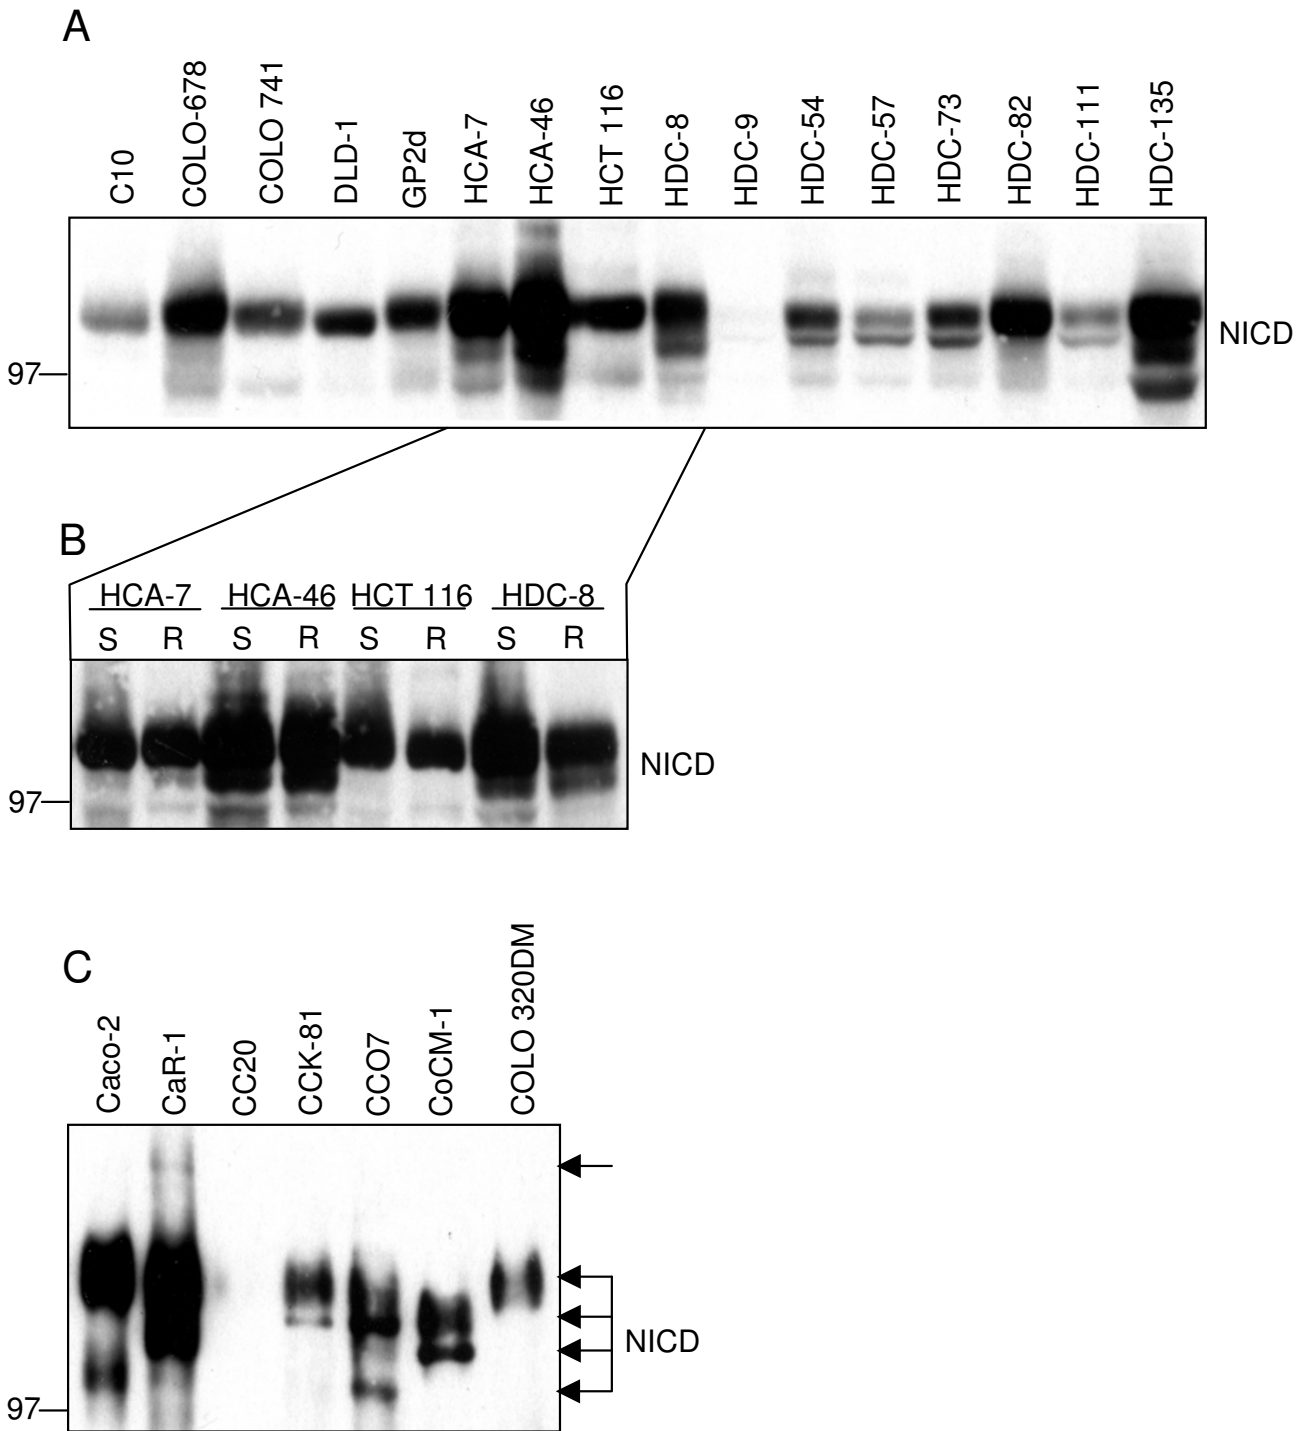 A
C10
COLO-678
COLO 741
DLD-1
GP2d
HCA-7
HCA-46
HCT 116
HDC-8
HDC-9
HDC-54
HDC-57
HDC-73
HDC-82
HDC-111
HDC-135
NICD
97
B
HCA-7 HCA-46 HCT 116 HDC-8
S R S R S R S R
NICD
97
C
Caco-2
CaR-1
CC20
CCK-81
CCO7
CoCM-1
COLO 320DM
NICD
97